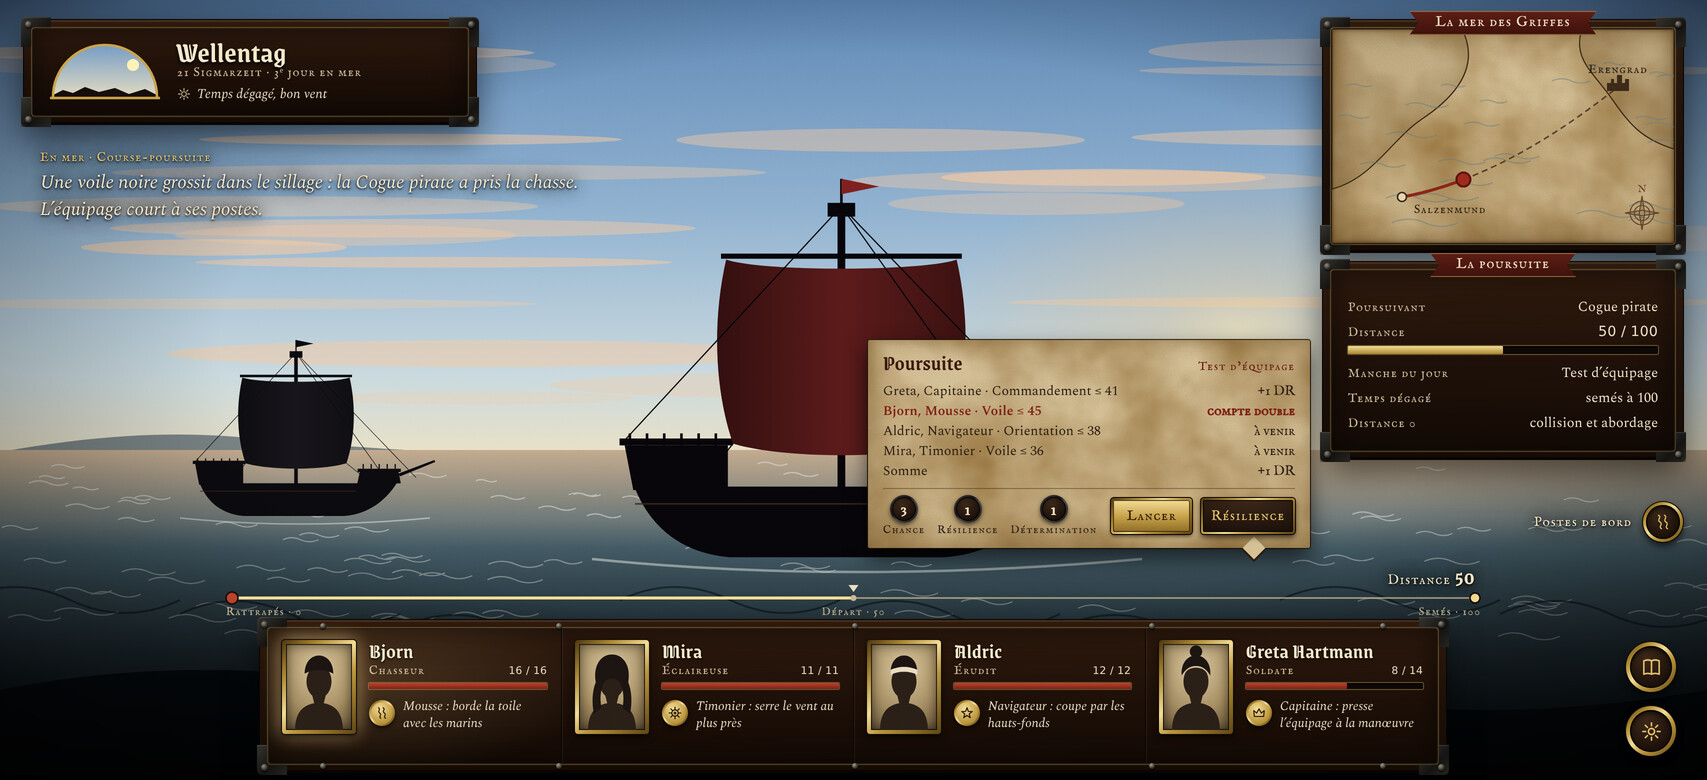 Wellentag
21 Sigmarzeit · 3e jour en mer
Temps dégagé, bon vent
En mer · Course-poursuite
Une voile noire grossit dans le sillage : la Cogue pirate a pris la chasse.
L'équipage court à ses postes.
La mer des Griffes
Erengrad
Salzenmund
N
La poursuite
Poursuivant Cogue pirate
Distance 50 / 100
Manche du jour Test d'équipage
Temps dégagé semés à 100
Distance 0 collision et abordage
Poursuite Test d'équipage
Greta, Capitaine · Commandement ≤ 41 +1 DR
Bjorn, Mousse · Voile ≤ 45 compte double
Aldric, Navigateur · Orientation ≤ 38 à venir
Mira, Timonier · Voile ≤ 36 à venir
Somme +1 DR
3 1 1
Chance Résilience Détermination
Lancer Résilience
Postes de bord
Distance 50
Rattrapés · 0 Départ · 50 Semés · 100
Bjorn
Chasseur 16 / 16
Mousse : borde la toile
avec les marins
Mira
Éclaireuse 11 / 11
Timonier : serre le vent au
plus près
Aldric
Érudit 12 / 12
Navigateur : coupe par les
hauts-fonds
Greta Hartmann
Soldate 8 / 14
Capitaine : presse
l'équipage à la manœuvre